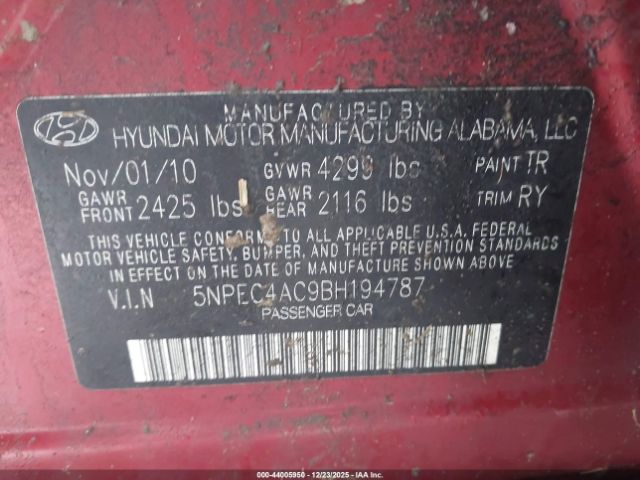 MANUFACTURED BY
HYUNDAI MOTOR MANUFACTURING ALABAMA, LLC
Nov/01/10 GVWR 4299 lbs PAINT TR
GAWR FRONT 2425 lbs GAWR REAR 2116 lbs TRIM RY
THIS VEHICLE CONFORMS TO ALL APPLICABLE U.S.A. FEDERAL
MOTOR VEHICLE SAFETY, BUMPER, AND THEFT PREVENTION STANDARDS
IN EFFECT ON THE DATE OF MANUFACTURE SHOWN ABOVE.
V.I.N 5NPEC4AC9BH194787
PASSENGER CAR
000-44005950 - 12/23/2025 - IAAI.COM